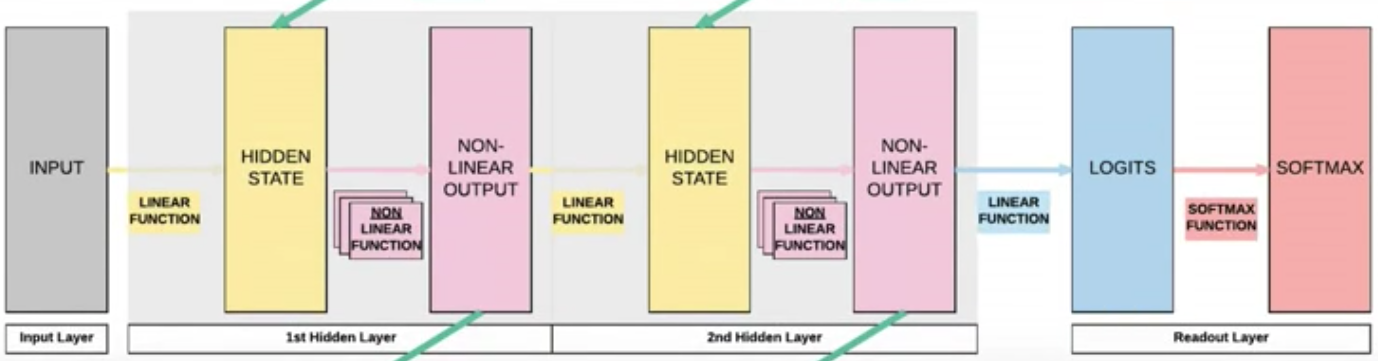 INPUT
LINEAR
FUNCTION
HIDDEN
STATE
NON
LINEAR
FUNCTION
NON-
LINEAR
OUTPUT
LINEAR
FUNCTION
HIDDEN
STATE
NON
LINEAR
FUNCTION
NON-
LINEAR
OUTPUT
LINEAR
FUNCTION
LOGITS
SOFTMAX
FUNCTION
SOFTMAX
Input Layer
1st Hidden Layer
2nd Hidden Layer
Readout Layer